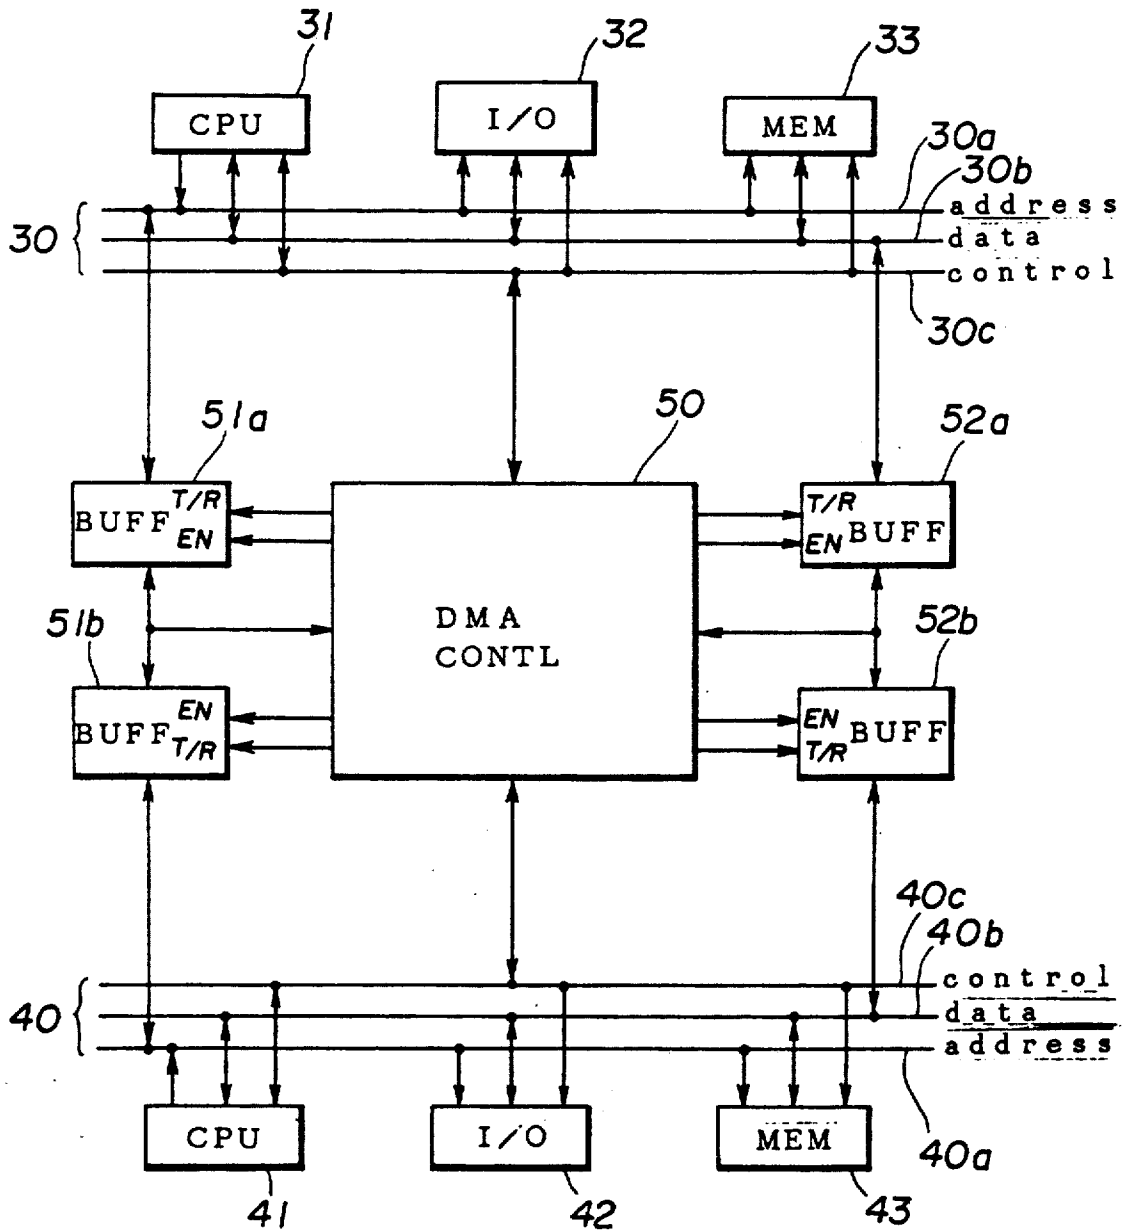 31
32
33
CPU
I/O
MEM
30a
30b
address
30
data
control
30c
51a
50
52a
BUFF
T/R
EN
T/R
EN
BUFF
DMA
CONTL
51b
52b
BUFF
EN
T/R
EN
T/R
BUFF
40c
40b
control
40
data
address
CPU
I/O
MEM
40a
41
42
43